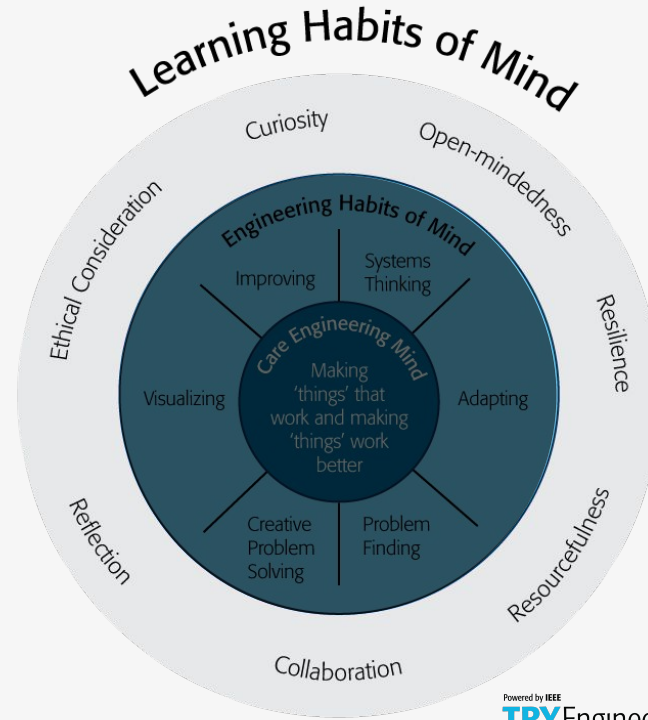 Learning Habits of Mind
Curiosity
Open-mindedness
Ethical Consideration
Resilience
Engineering Habits of Mind
Improving
Systems
Thinking
Care Engineering Mind
Making
'things' that
work and making
'things' work
better
Visualizing
Adapting
Creative
Problem
Solving
Problem
Finding
Reflection
Resourcefulness
Collaboration
Powered by IEEE
TRY